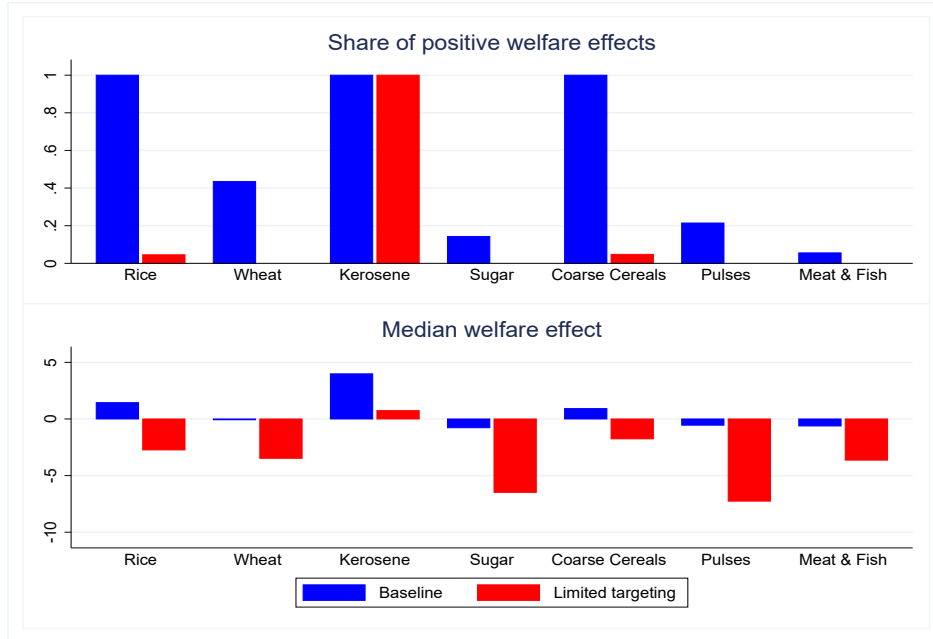 Share of positive welfare effects
1
.8
.6
.4
.2
0
Rice Wheat Kerosene Sugar Coarse Cereals Pulses Meat & Fish
Median welfare effect
5
0
-5
-10
Rice Wheat Kerosene Sugar Coarse Cereals Pulses Meat & Fish
Baseline Limited targeting